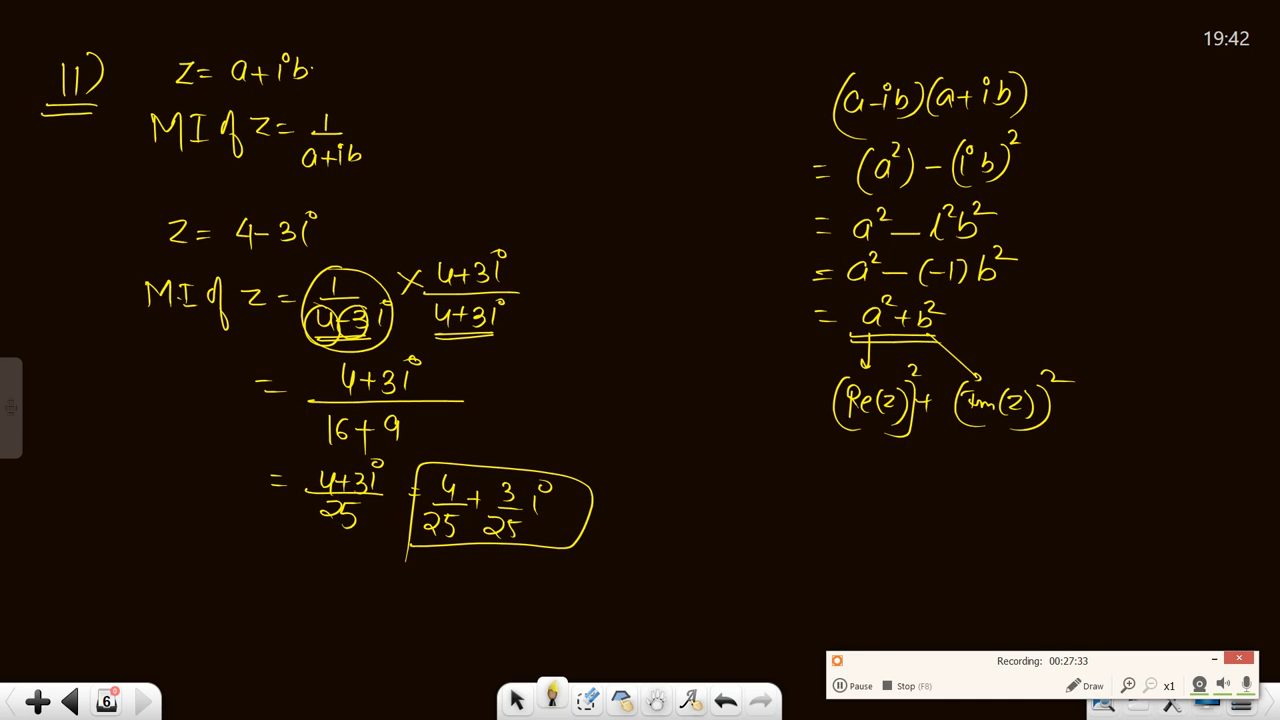 19:42
11)
z = a+ib
MI of z = 1/(a+ib)
z = 4-3i
MI of z = 1/(4-3i) × (4+3i)/(4+3i)
= (4+3i)/(16+9)
= (4+3i)/25 = 4/25 + 3/25 i
(a-ib)(a+ib)
= (a²) - (ib)²
= a² - i²b²
= a² - (-1)b²
= a² + b²
(Re(z))² + (Im(z))²
Recording: 00:27:33
Pause Stop (F8) Draw x1
6 0